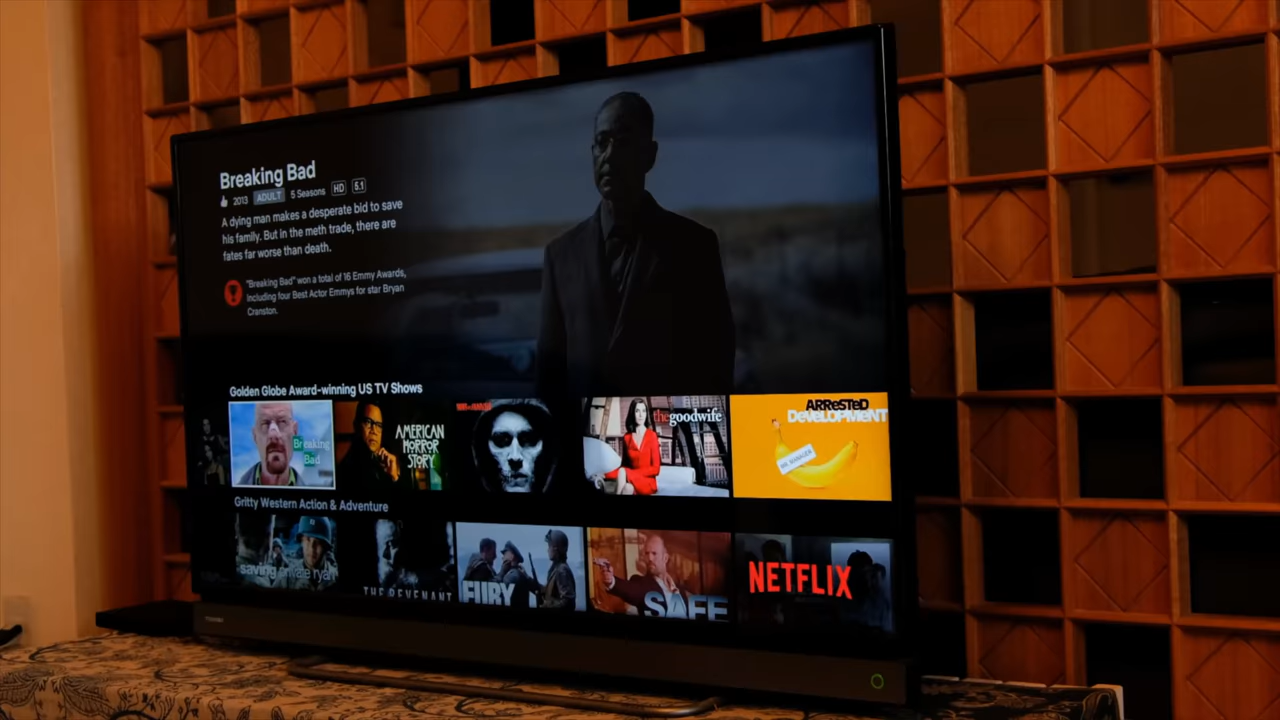 Breaking Bad
2013 ADULT 5 Seasons HD 5.1
A dying man makes a desperate bid to save
his family. But in the meth trade, there are
fates far worse than death.
"Breaking Bad" won a total of 16 Emmy Awards,
including four Best Actor Emmys for star Bryan
Cranston.
Golden Globe Award-winning US TV Shows
Breaking
Bad
AMERICAN
HORROR
STORY
thegoodwife
ARResTeD
DeveLOPMENT
MR. MANAGER
Gritty Western Action & Adventure
saving private ryan
THE REVENANT
FURY
SAFE
NETFLIX
TOSHIBA